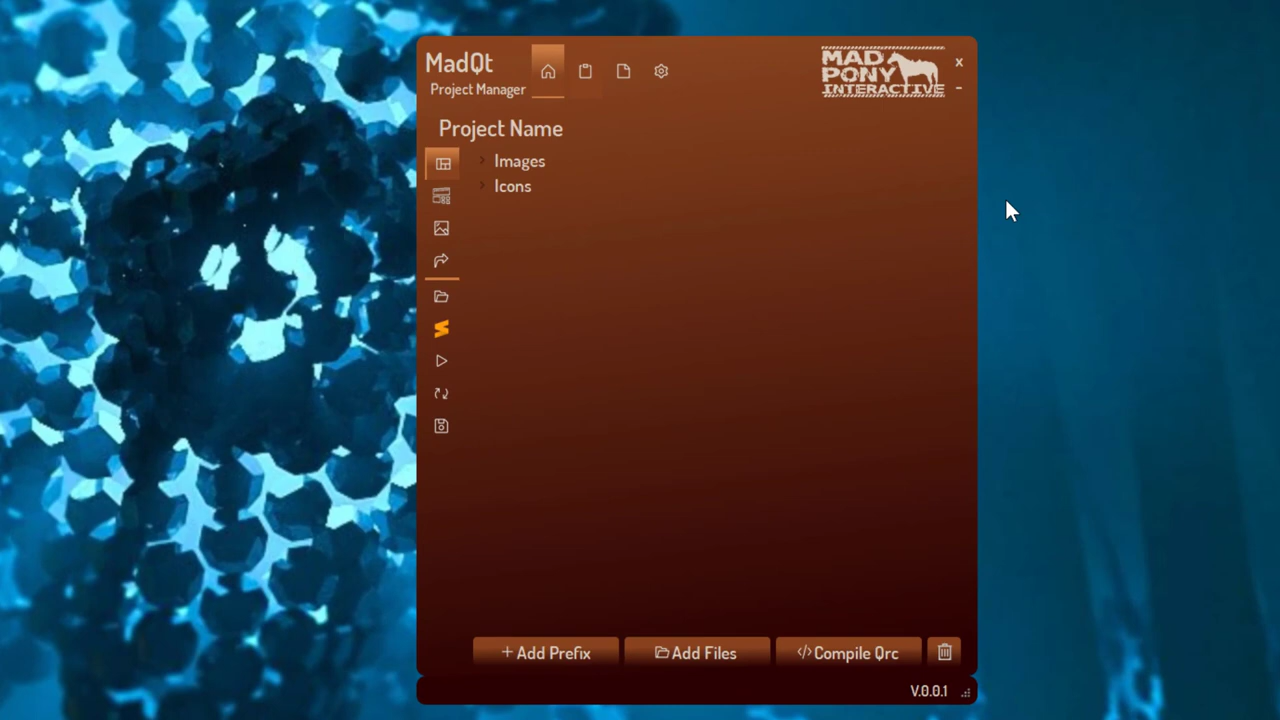 MadQt
Project Manager
MAD
PONY
INTERACTIVE
x
-
Project Name
Images
Icons
+ Add Prefix
Add Files
</> Compile Qrc
V.0.0.1